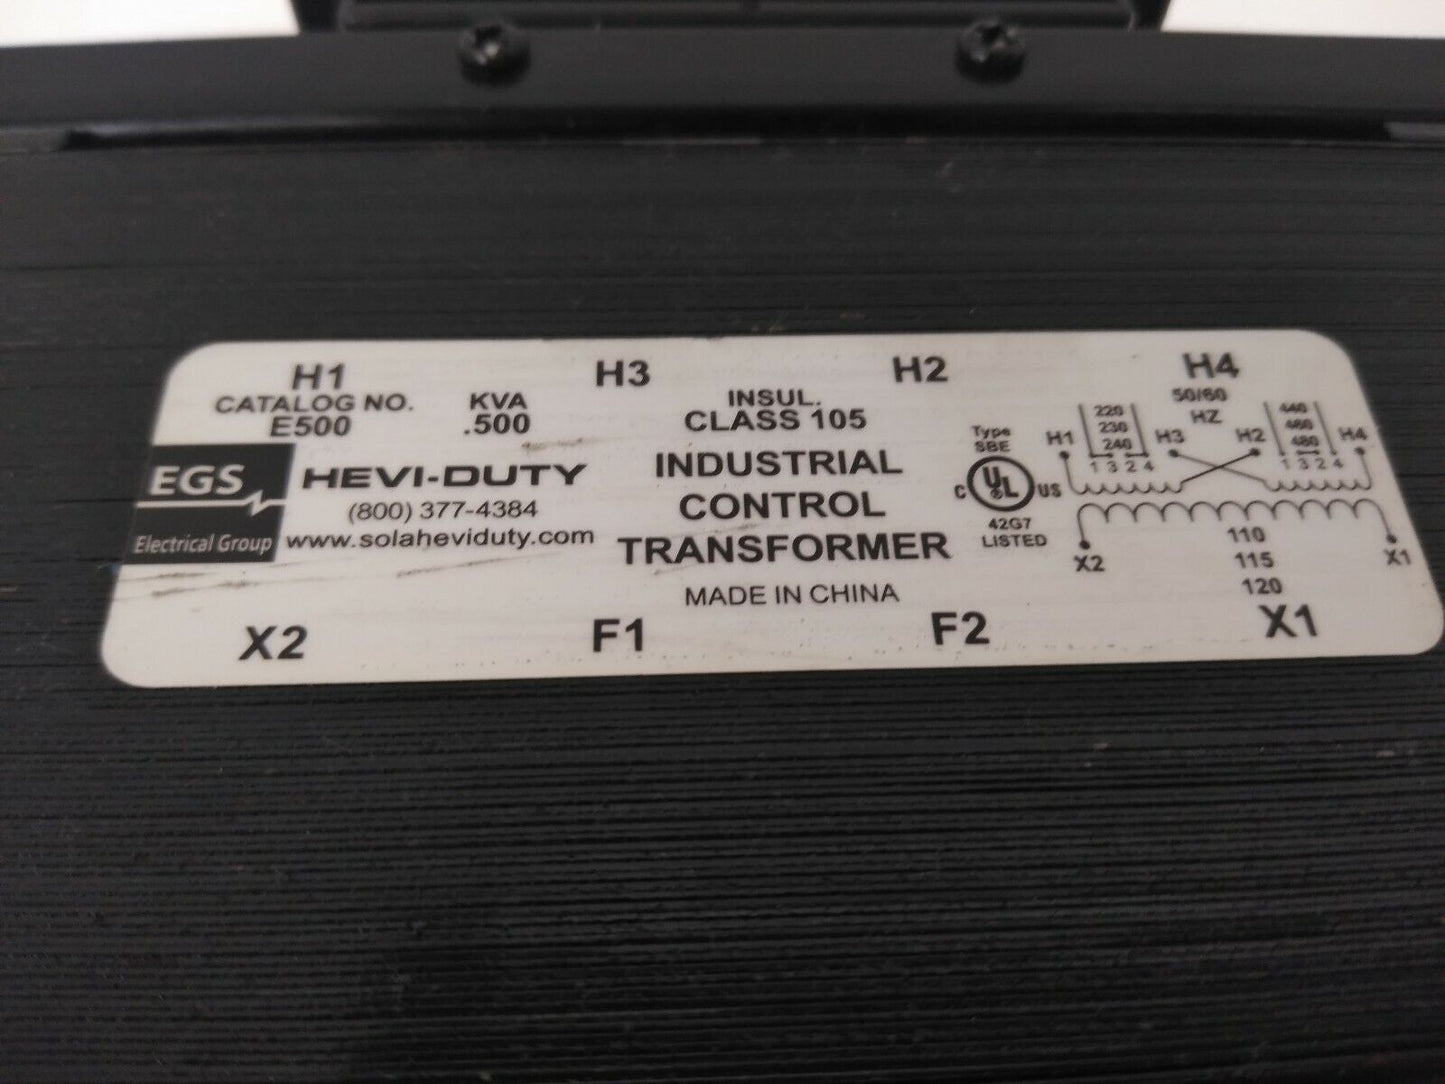 H1 H3 H2 H4
CATALOG NO. KVA INSUL. 50/60
E500 .500 CLASS 105 HZ
EGS
Electrical Group
HEVI-DUTY
(800) 377-4384
www.solaheviduty.com
INDUSTRIAL
CONTROL
TRANSFORMER
MADE IN CHINA
Type
SBE
C UL US
42G7
LISTED
220 440
230 460
240 480
H1 H3 H2 H4
1 3 2 4 1 3 2 4
X2 X1
110
115
120
X2 F1 F2 X1